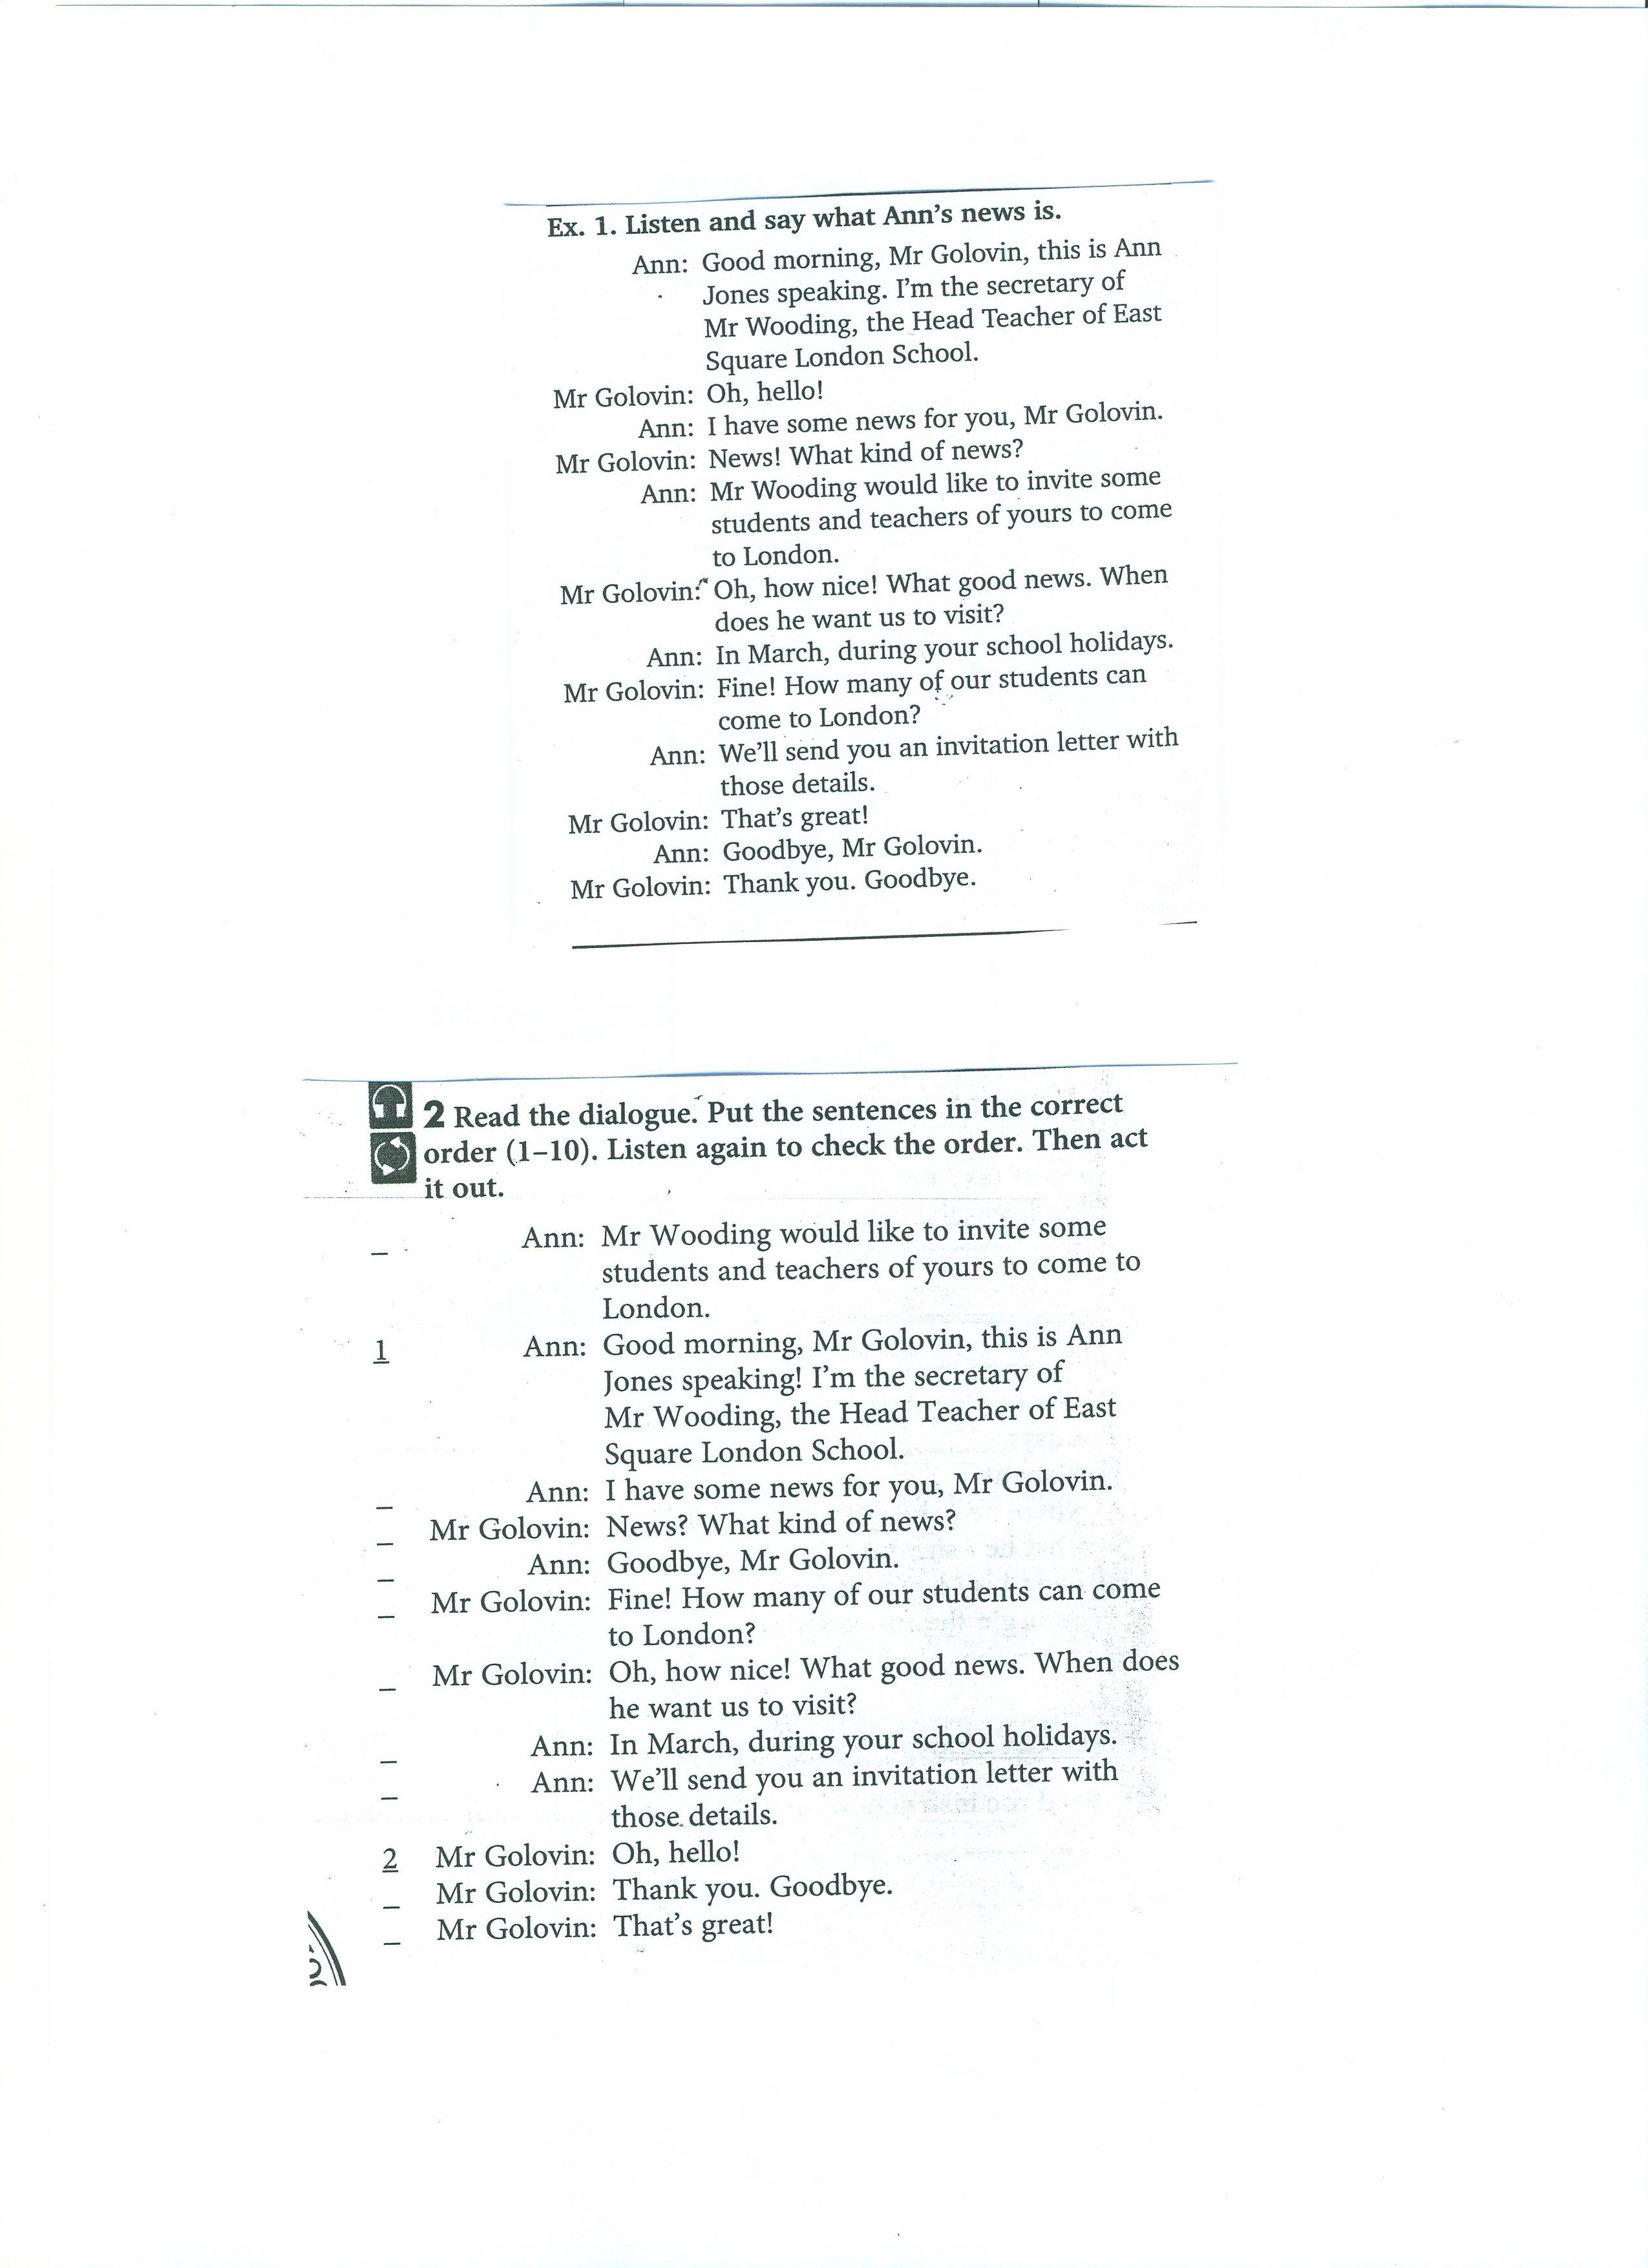 Ex. 1. Listen and say what Ann's news is.
Ann: Good morning, Mr Golovin, this is Ann
Jones speaking. I'm the secretary of
Mr Wooding, the Head Teacher of East
Square London School.
Mr Golovin: Oh, hello!
Ann: I have some news for you, Mr Golovin.
Mr Golovin: News! What kind of news?
Ann: Mr Wooding would like to invite some
students and teachers of yours to come
to London.
Mr Golovin: Oh, how nice! What good news. When
does he want us to visit?
Ann: In March, during your school holidays.
Mr Golovin: Fine! How many of our students can
come to London?
Ann: We'll send you an invitation letter with
those details.
Mr Golovin: That's great!
Ann: Goodbye, Mr Golovin.
Mr Golovin: Thank you. Goodbye.
2 Read the dialogue. Put the sentences in the correct
order (1–10). Listen again to check the order. Then act
it out.
_ Ann: Mr Wooding would like to invite some
students and teachers of yours to come to
London.
1 Ann: Good morning, Mr Golovin, this is Ann
Jones speaking! I'm the secretary of
Mr Wooding, the Head Teacher of East
Square London School.
_ Ann: I have some news for you, Mr Golovin.
_ Mr Golovin: News? What kind of news?
_ Ann: Goodbye, Mr Golovin.
_ Mr Golovin: Fine! How many of our students can come
to London?
_ Mr Golovin: Oh, how nice! What good news. When does
he want us to visit?
_ Ann: In March, during your school holidays.
_ Ann: We'll send you an invitation letter with
those details.
2 Mr Golovin: Oh, hello!
_ Mr Golovin: Thank you. Goodbye.
_ Mr Golovin: That's great!